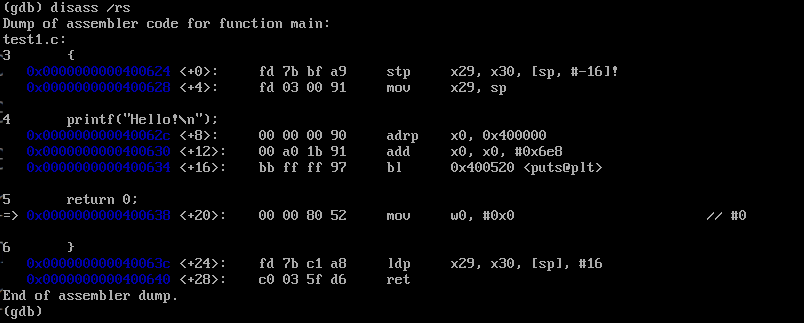 (gdb) disass /rs
Dump of assembler code for function main:
test1.c:
3       {
   0x0000000000400624 <+0>:     fd 7b bf a9     stp     x29, x30, [sp, #-16]!
   0x0000000000400628 <+4>:     fd 03 00 91     mov     x29, sp
4       printf("Hello!\n");
   0x000000000040062c <+8>:     00 00 00 90     adrp    x0, 0x400000
   0x0000000000400630 <+12>:    00 a0 1b 91     add     x0, x0, #0x6e8
   0x0000000000400634 <+16>:    bb ff ff 97     bl      0x400520 <puts@plt>
5       return 0;
=> 0x0000000000400638 <+20>:    00 00 80 52     mov     w0, #0x0                        // #0
6       }
   0x000000000040063c <+24>:    fd 7b c1 a8     ldp     x29, x30, [sp], #16
   0x0000000000400640 <+28>:    c0 03 5f d6     ret
End of assembler dump.
(gdb)